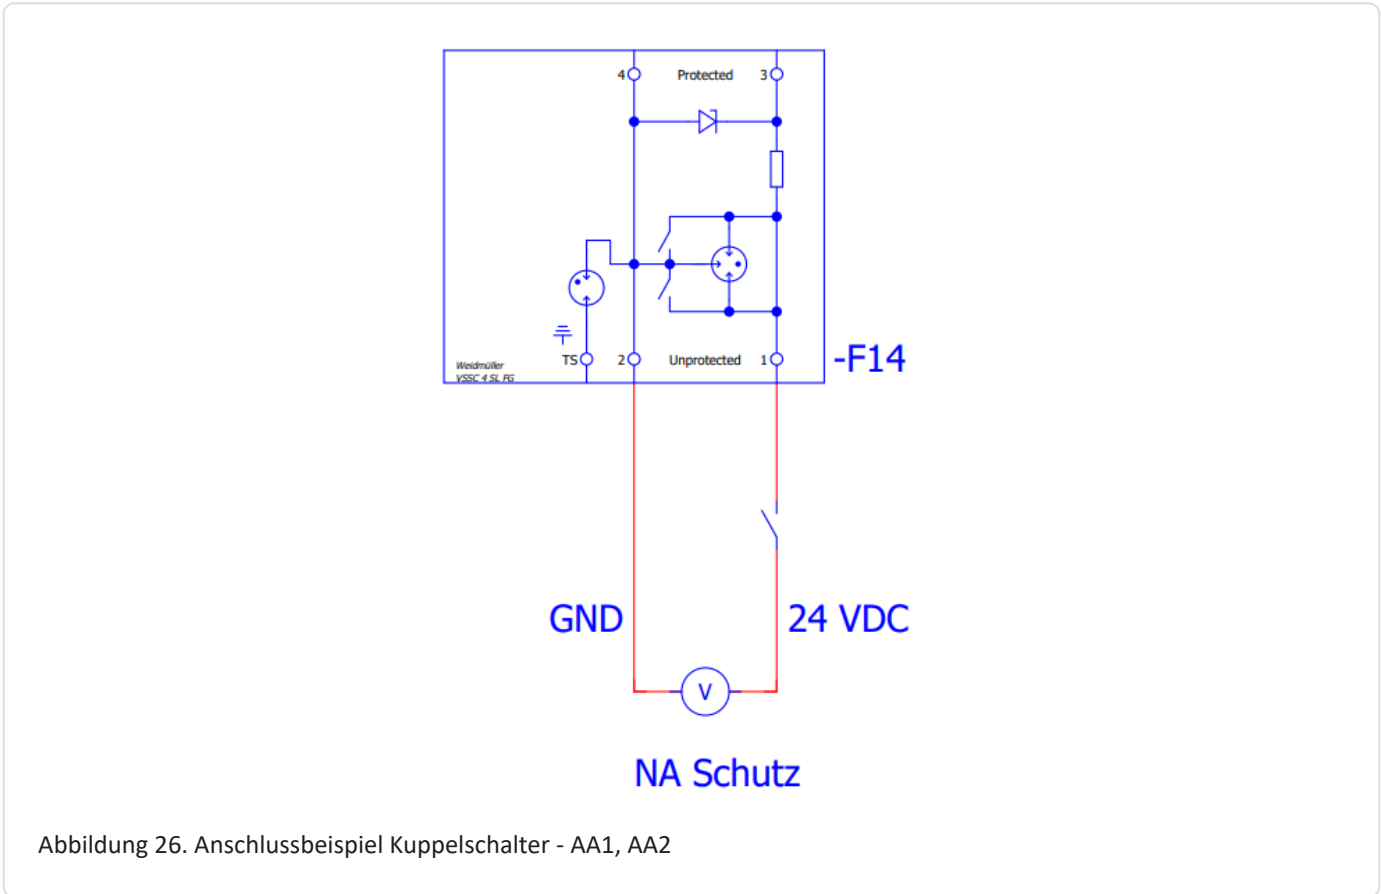 4 Protected 3
Weidmüller
VSSC 4 SL FG
TS 2 Unprotected 1
-F14
GND 24 VDC
V
NA Schutz
Abbildung 26. Anschlussbeispiel Kuppelschalter - AA1, AA2